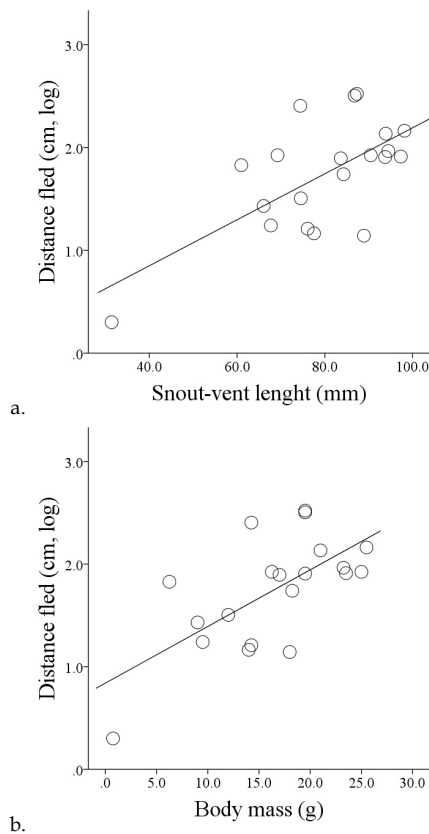 3.0
2.0
1.0
.0
Distance fled (cm, log)
40.0 60.0 80.0 100.0
Snout-vent lenght (mm)
a.
3.0
2.0
1.0
.0
Distance fled (cm, log)
.0 5.0 10.0 15.0 20.0 25.0 30.0
Body mass (g)
b.